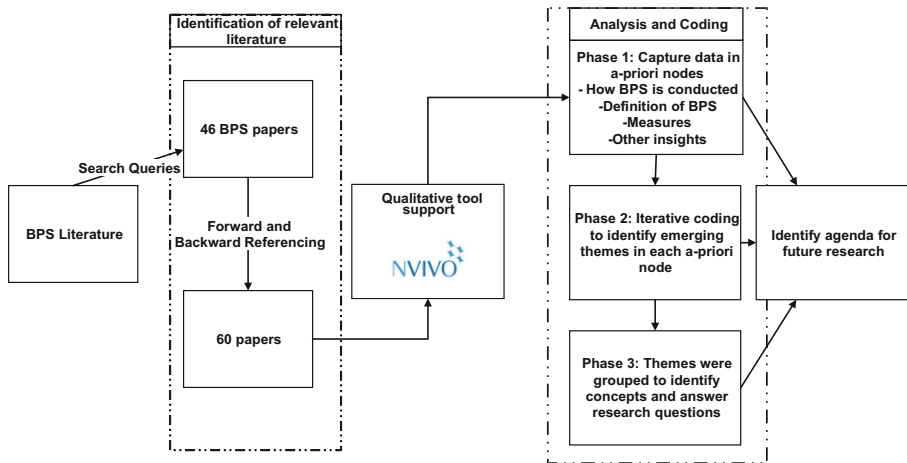 Identification of relevant
literature
46 BPS papers
Search Queries
BPS Literature
Forward and
Backward Referencing
60 papers
Qualitative tool
support
NVIVO
Analysis and Coding
Phase 1: Capture data in
a-priori nodes
- How BPS is conducted
-Definition of BPS
-Measures
-Other insights
Phase 2: Iterative coding
to identify emerging
themes in each a-priori
node
Phase 3: Themes were
grouped to identify
concepts and answer
research questions
Identify agenda for
future research